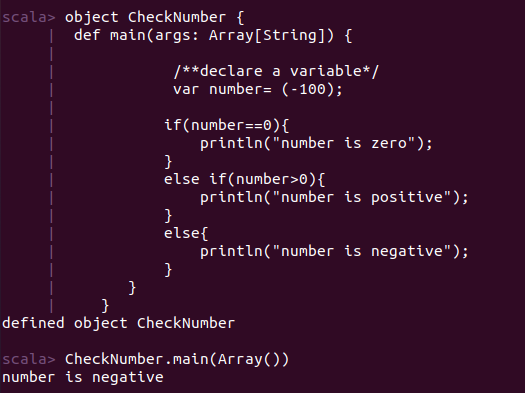 scala> object CheckNumber {
     |  def main(args: Array[String]) {
     |
     |             /**declare a variable*/
     |             var number= (-100);
     |
     |            if(number==0){
     |                println("number is zero");
     |            }
     |            else if(number>0){
     |                println("number is positive");
     |            }
     |            else{
     |                println("number is negative");
     |            }
     |        }
     |     }
defined object CheckNumber

scala> CheckNumber.main(Array())
number is negative